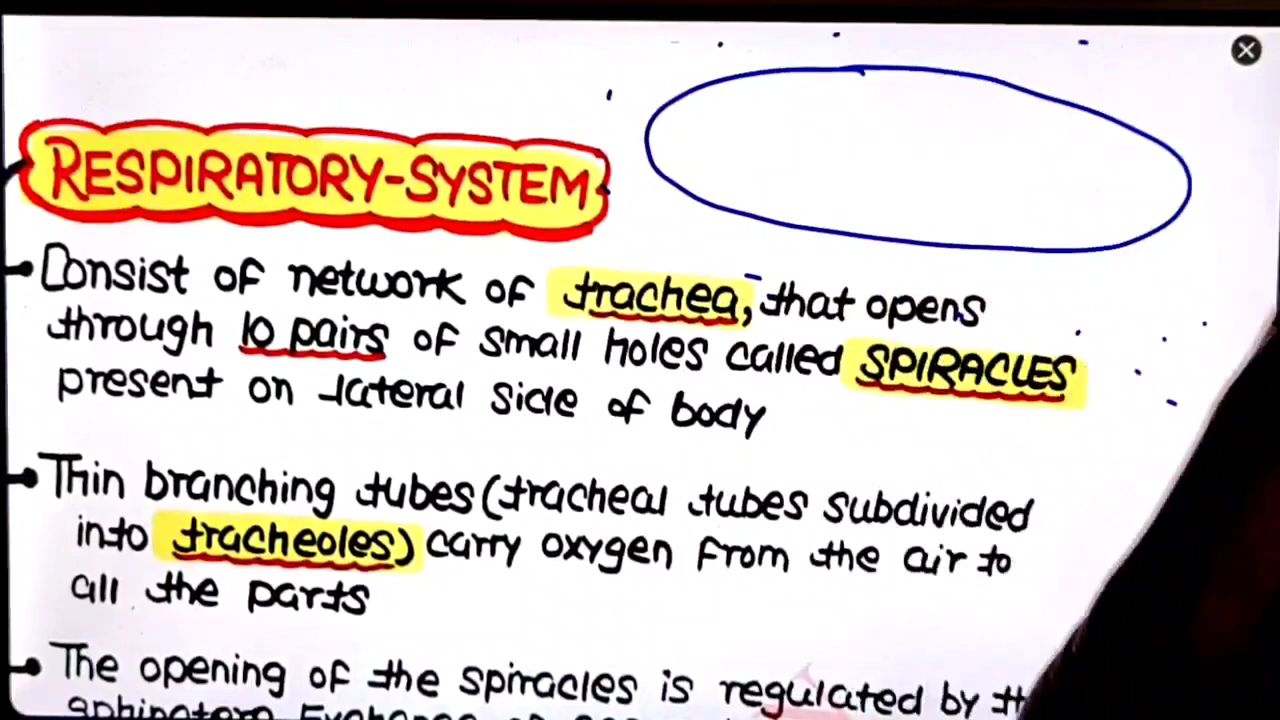 RESPIRATORY-SYSTEM
Consist of network of trachea, that opens
through 10 pairs of small holes called SPIRACLES
present on lateral side of body
Thin branching tubes (tracheal tubes subdivided
into tracheoles) carry oxygen from the air to
all the parts
The opening of the spiracles is regulated by